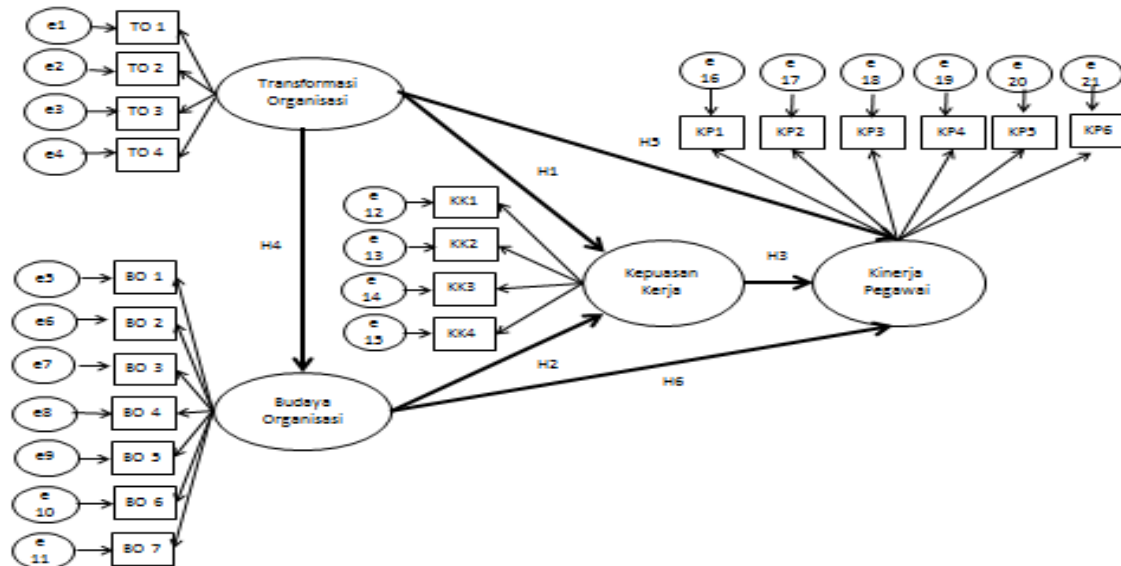 e1
TO 1
e2
TO 2
e3
TO 3
e4
TO 4
Transformasi
Organisasi
e
16
e
17
e
18
e
19
e
20
e
21
KP1
KP2
KP3
KP4
KP5
KP6
H5
H1
H4
e
12
KK1
e
13
KK2
e
14
KK3
e
15
KK4
Kepuasan
Kerja
H3
Kinerja
Pegawai
H2
H6
e5
BO 1
e6
BO 2
e7
BO 3
e8
BO 4
e9
BO 5
e
10
BO 6
e
11
BO 7
Budaya
Organisasi